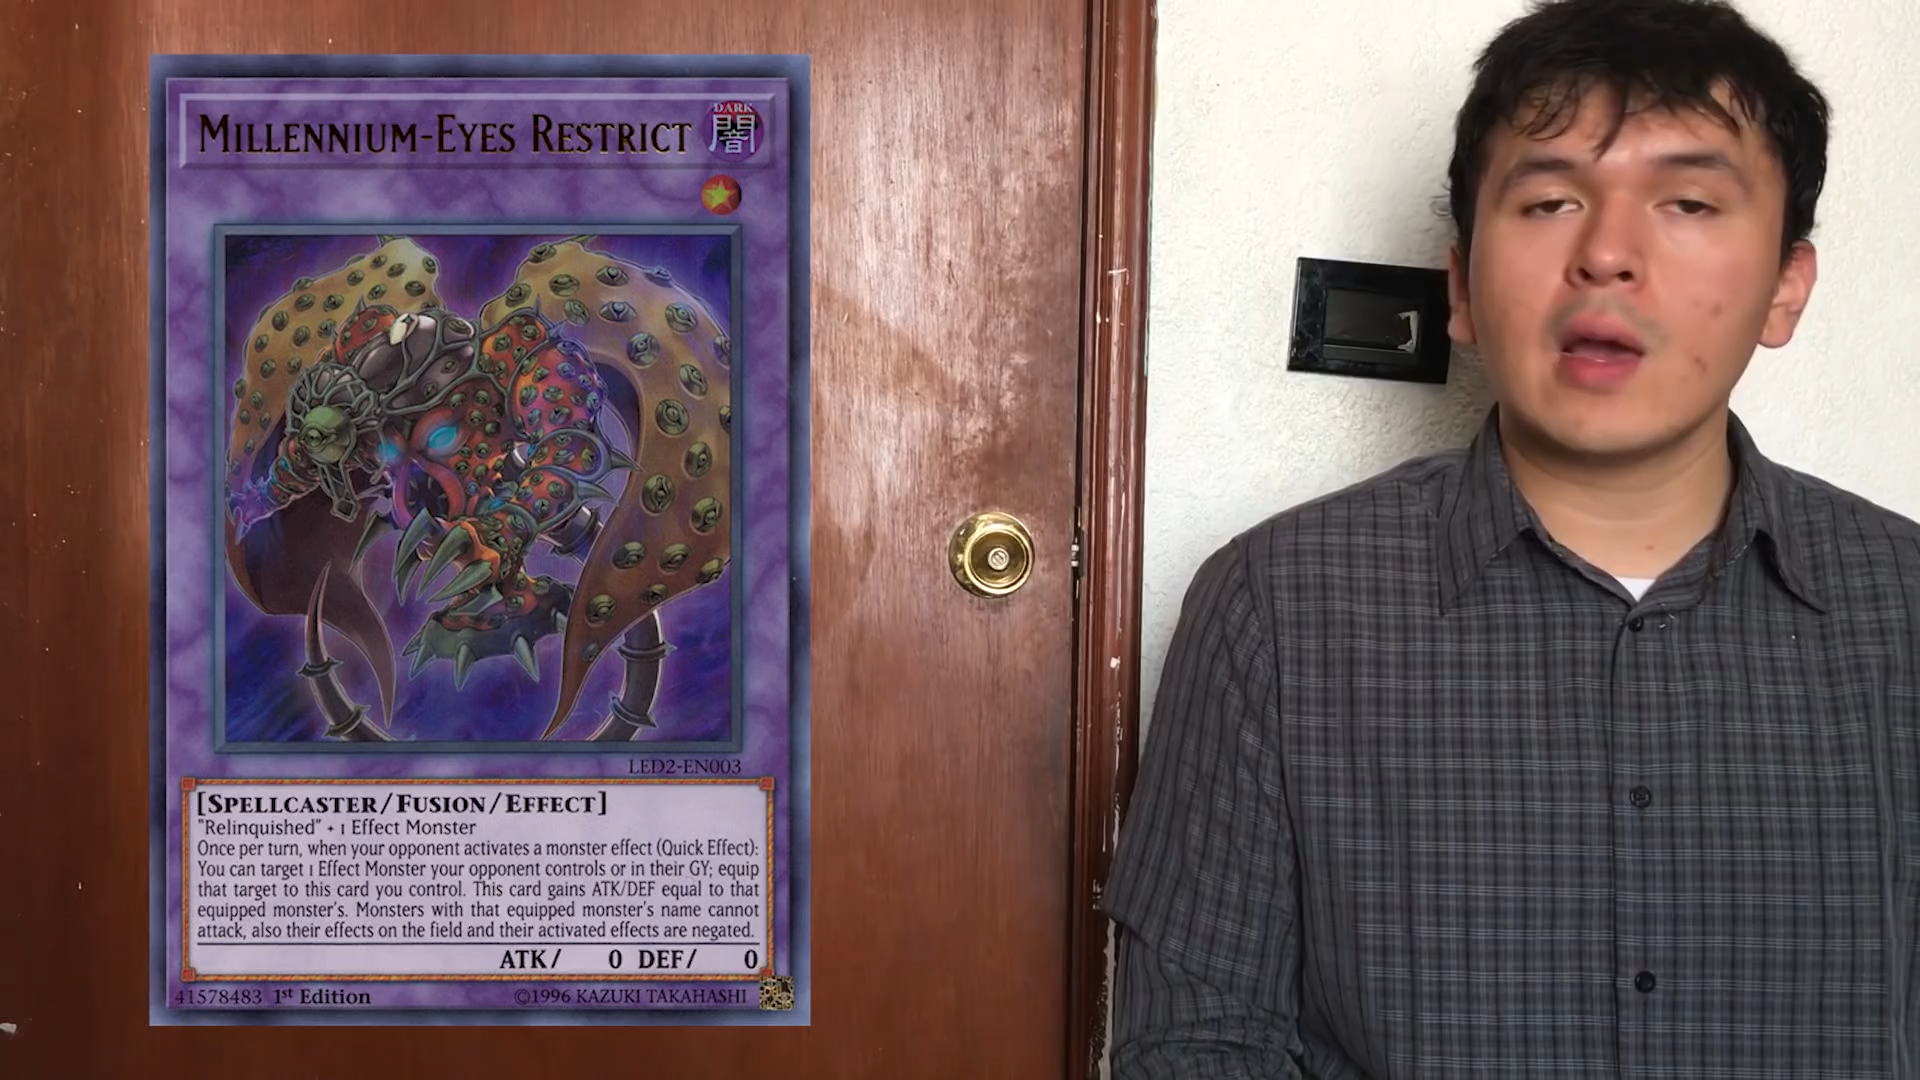 MILLENNIUM-EYES RESTRICT
DARK
闇
LED2-EN003
[SPELLCASTER/FUSION/EFFECT]
"Relinquished" + 1 Effect Monster
Once per turn, when your opponent activates a monster effect (Quick Effect):
You can target 1 Effect Monster your opponent controls or in their GY; equip
that target to this card you control. This card gains ATK/DEF equal to that
equipped monster's. Monsters with that equipped monster's name cannot
attack, also their effects on the field and their activated effects are negated.
ATK/ 0 DEF/ 0
41578483 1st Edition ©1996 KAZUKI TAKAHASHI